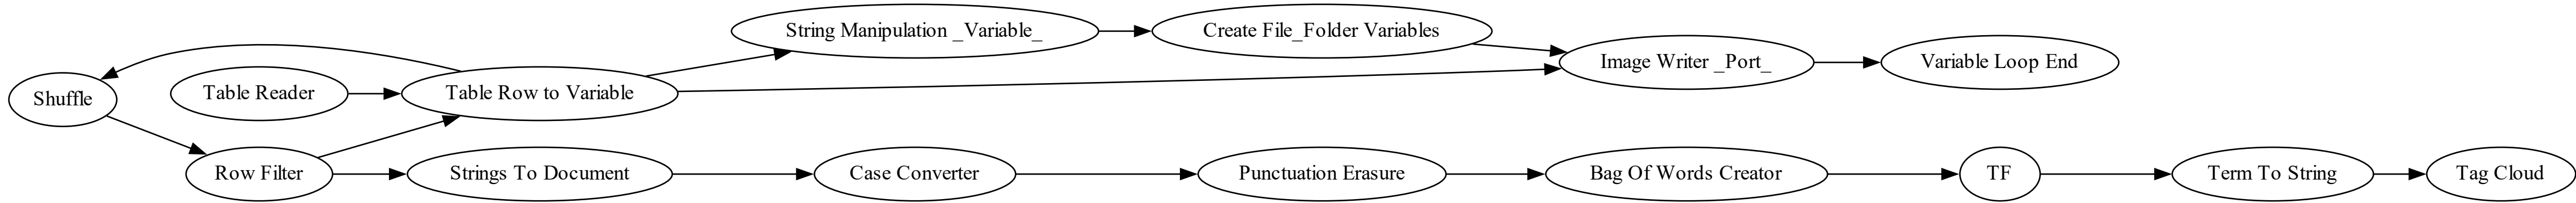 String Manipulation _Variable_
Create File_Folder Variables
Image Writer _Port_
Variable Loop End
Shuffle
Table Reader
Table Row to Variable
Row Filter
Strings To Document
Case Converter
Punctuation Erasure
Bag Of Words Creator
TF
Term To String
Tag Cloud